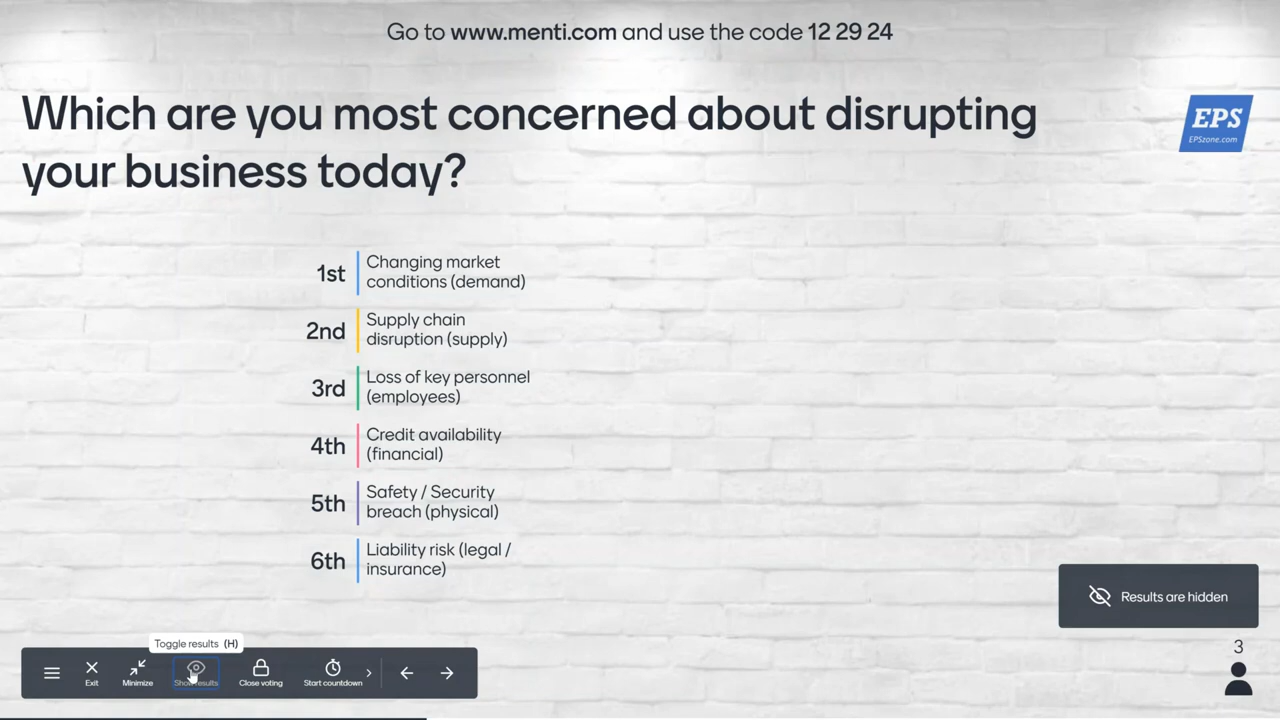 Go to www.menti.com and use the code 12 29 24
Which are you most concerned about disrupting
your business today?
EPS
EPSzone.com
1st
Changing market
conditions (demand)
2nd
Supply chain
disruption (supply)
3rd
Loss of key personnel
(employees)
4th
Credit availability
(financial)
5th
Safety / Security
breach (physical)
6th
Liability risk (legal /
insurance)
Results are hidden
3
Toggle results (H)
Exit
Minimize
Show results
Close voting
Start countdown